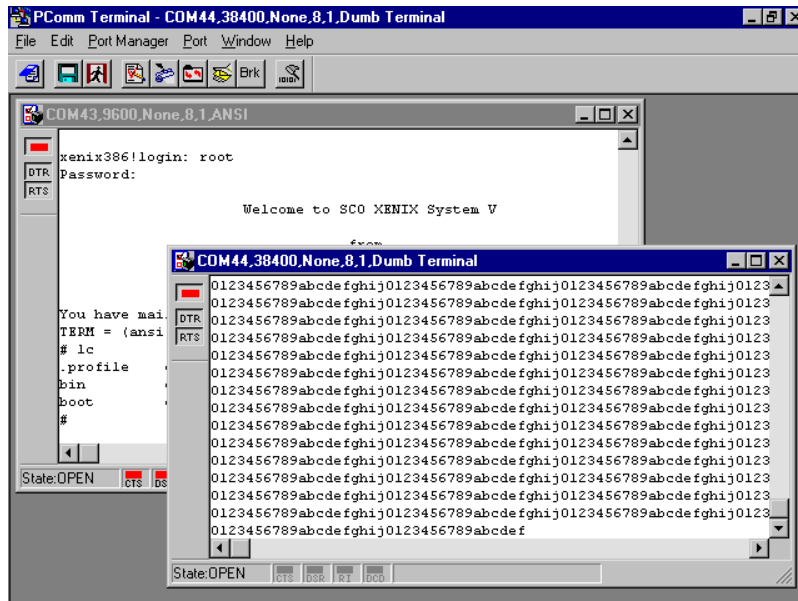 PComm Terminal - COM44,38400,None,8,1,Dumb Terminal
File Edit Port Manager Port Window Help
Brk
COM43,9600,None,8,1,ANSI
DTR
RTS
xenix386!login: root
Password:
Welcome to SCO XENIX System V
from
You have mai
TERM = (ansi
# lc
.profile
bin
boot
#
State:OPEN CTS
COM44,38400,None,8,1,Dumb Terminal
DTR
RTS
0123456789abcdefghij0123456789abcdefghij0123456789abcdefghij0123
0123456789abcdefghij0123456789abcdefghij0123456789abcdefghij0123
0123456789abcdefghij0123456789abcdefghij0123456789abcdefghij0123
0123456789abcdefghij0123456789abcdefghij0123456789abcdefghij0123
0123456789abcdefghij0123456789abcdefghij0123456789abcdefghij0123
0123456789abcdefghij0123456789abcdefghij0123456789abcdefghij0123
0123456789abcdefghij0123456789abcdefghij0123456789abcdefghij0123
0123456789abcdefghij0123456789abcdefghij0123456789abcdefghij0123
0123456789abcdefghij0123456789abcdefghij0123456789abcdefghij0123
0123456789abcdefghij0123456789abcdefghij0123456789abcdefghij0123
0123456789abcdefghij0123456789abcdefghij0123456789abcdefghij0123
0123456789abcdefghij0123456789abcdefghij0123456789abcdefghij0123
0123456789abcdefghij0123456789abcdefghij0123456789abcdefghij0123
0123456789abcdefghij0123456789abcdefghij0123456789abcdefghij0123
0123456789abcdefghij0123456789abcdef
State:OPEN CTS DSR RI DCD